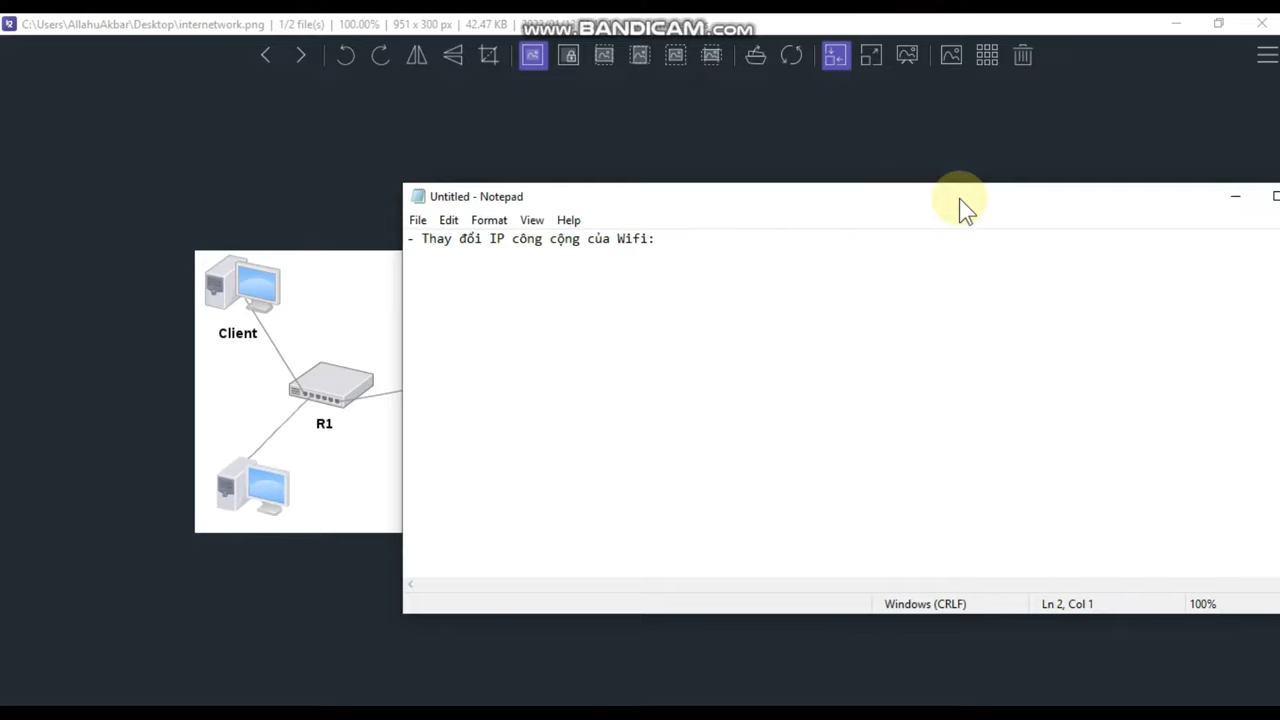 C:\Users\AllahuAkbar\Desktop\internetwork.png | 1/2 file(s) | 100.00% | 951 x 300 px | 42.47 KB
www.BANDICAM.com
Untitled - Notepad
File Edit Format View Help
- Thay đổi IP công cộng của Wifi:
Client
R1
Windows (CRLF) Ln 2, Col 1 100%